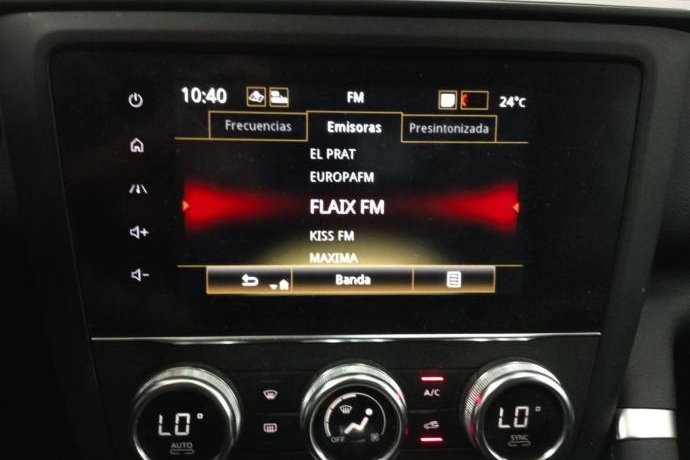 10:40 FM 24°C
Frecuencias Emisoras Presintonizada
EL PRAT
EUROPAFM
FLAIX FM
KISS FM
MAXIMA
Banda
A/C
LO AUTO
OFF
LO SYNC